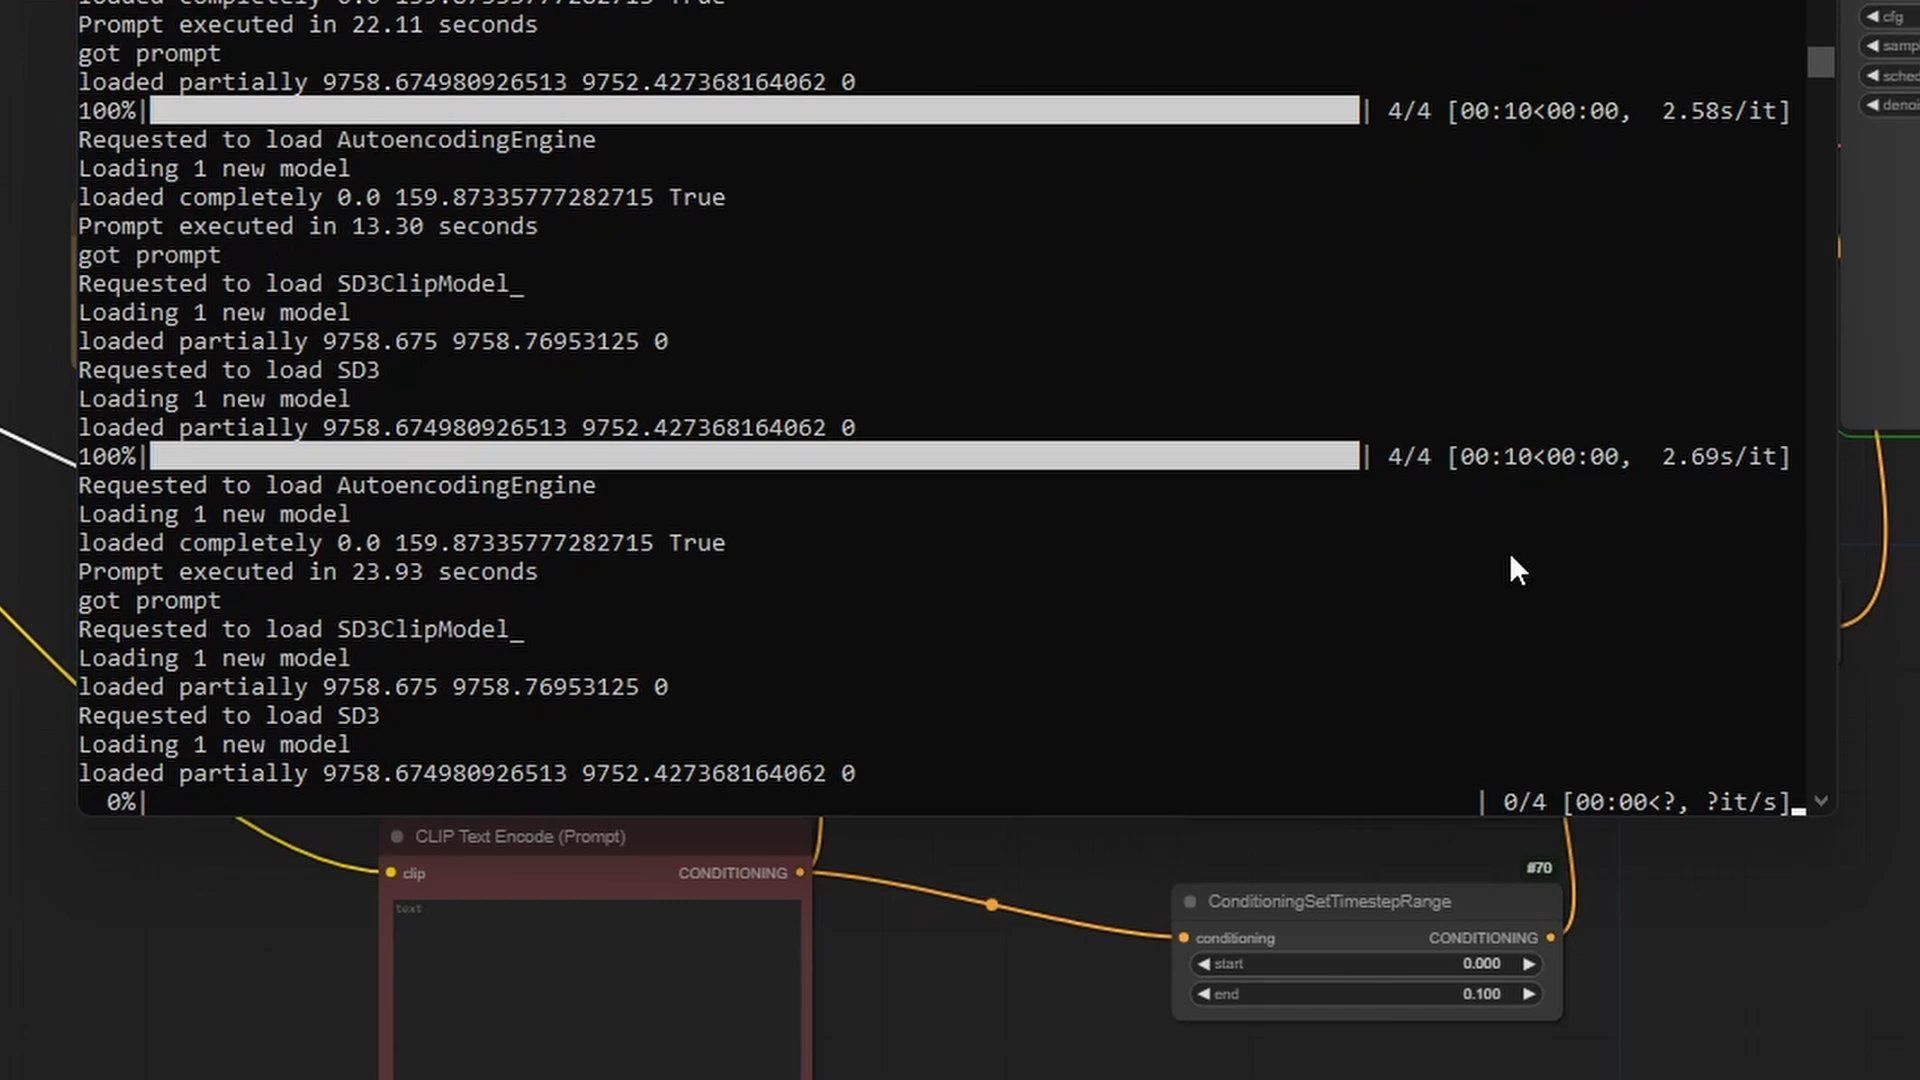 Prompt executed in 22.11 seconds
got prompt
loaded partially 9758.674980926513 9752.427368164062 0
100%| | 4/4 [00:10<00:00, 2.58s/it]
Requested to load AutoencodingEngine
Loading 1 new model
loaded completely 0.0 159.87335777282715 True
Prompt executed in 13.30 seconds
got prompt
Requested to load SD3ClipModel_
Loading 1 new model
loaded partially 9758.675 9758.76953125 0
Requested to load SD3
Loading 1 new model
loaded partially 9758.674980926513 9752.427368164062 0
100%| | 4/4 [00:10<00:00, 2.69s/it]
Requested to load AutoencodingEngine
Loading 1 new model
loaded completely 0.0 159.87335777282715 True
Prompt executed in 23.93 seconds
got prompt
Requested to load SD3ClipModel_
Loading 1 new model
loaded partially 9758.675 9758.76953125 0
Requested to load SD3
Loading 1 new model
loaded partially 9758.674980926513 9752.427368164062 0
0%| | 0/4 [00:00<?, ?it/s]
cfg
samp
sched
denoi
CLIP Text Encode (Prompt)
clip CONDITIONING
text
#70
ConditioningSetTimestepRange
conditioning CONDITIONING
start 0.000
end 0.100